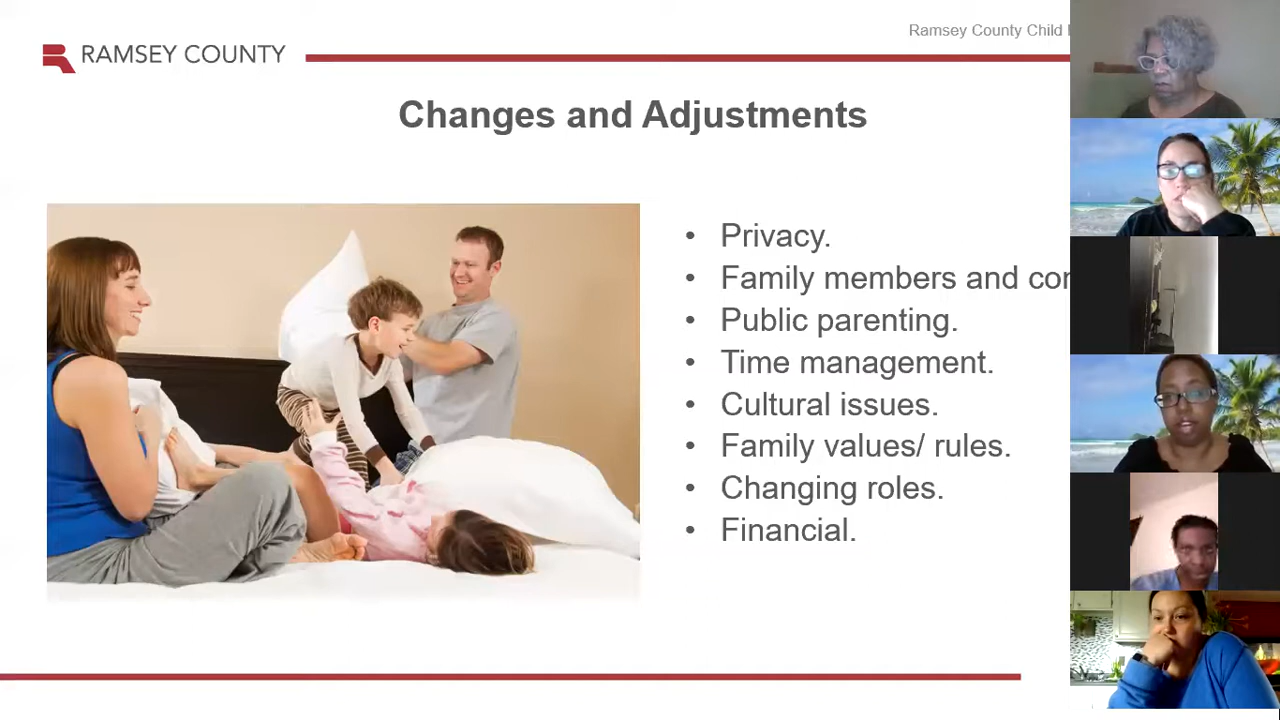 Ramsey County Child
RAMSEY COUNTY
Changes and Adjustments
• Privacy.
• Family members and
• Public parenting.
• Time management.
• Cultural issues.
• Family values/ rules.
• Changing roles.
• Financial.